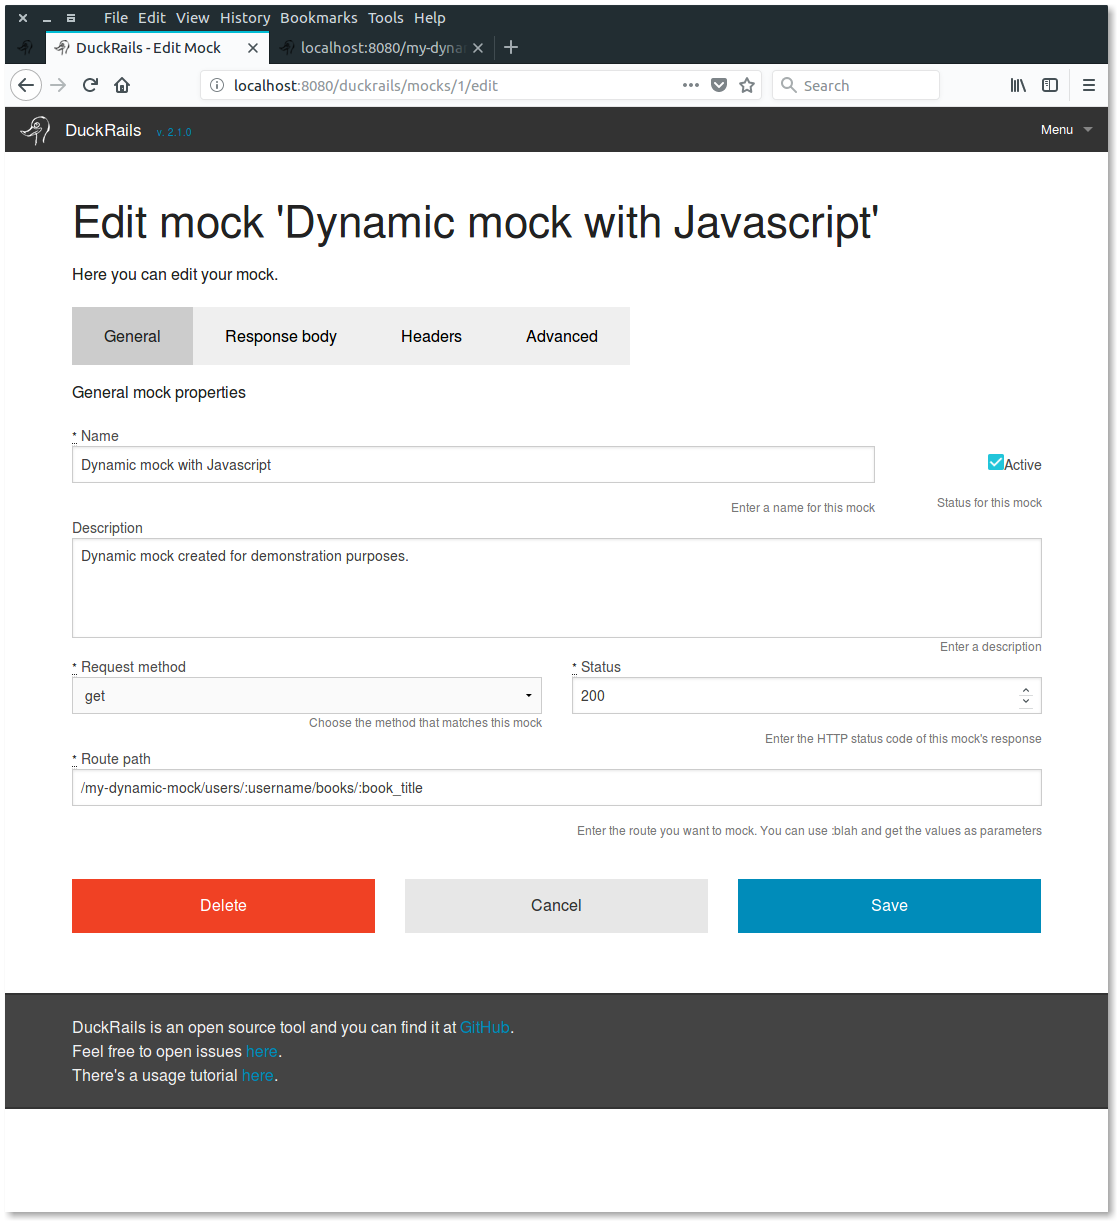 File Edit View History Bookmarks Tools Help
DuckRails - Edit Mock localhost:8080/my-dyna
localhost:8080/duckrails/mocks/1/edit Search
DuckRails v. 2.1.0 Menu
Edit mock 'Dynamic mock with Javascript'
Here you can edit your mock.
General Response body Headers Advanced
General mock properties
* Name
Dynamic mock with Javascript Active
Enter a name for this mock Status for this mock
Description
Dynamic mock created for demonstration purposes.
Enter a description
* Request method * Status
get 200
Choose the method that matches this mock
Enter the HTTP status code of this mock's response
* Route path
/my-dynamic-mock/users/:username/books/:book_title
Enter the route you want to mock. You can use :blah and get the values as parameters
Delete Cancel Save
DuckRails is an open source tool and you can find it at GitHub.
Feel free to open issues here.
There's a usage tutorial here.